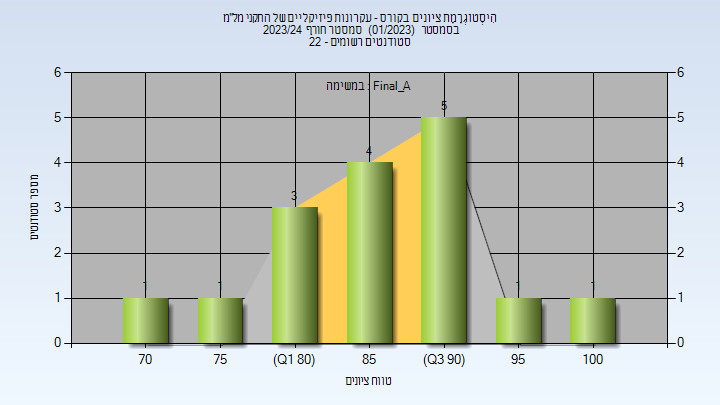 היסטוגרמת ציונים בקורס - עקרונות פיזיקליים של התקני מל"מ
בסמסטר (01/2023) סמסטר חורף 2023/24
סטודנטים רשומים - 22
במשימה : Final_A
מספר סטודנטים
6 6
5 5
4 4
3 3
2 2
1 1
0 0
1 1 3 4 5 1 1
70 75 (Q1 80) 85 (Q3 90) 95 100
טווח ציונים